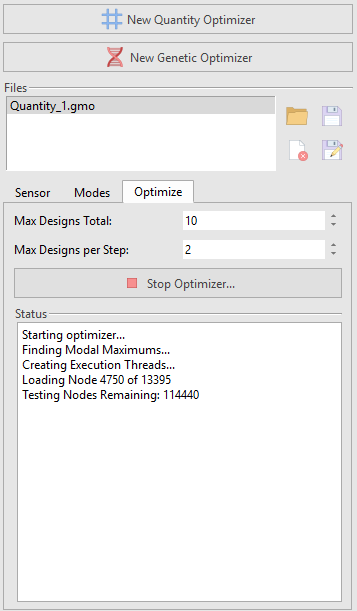 New Quantity Optimizer
New Genetic Optimizer
Files
Quantity_1.gmo
Sensor Modes Optimize
Max Designs Total: 10
Max Designs per Step: 2
Stop Optimizer...
Status
Starting optimizer...
Finding Modal Maximums...
Creating Execution Threads...
Loading Node 4750 of 13395
Testing Nodes Remaining: 114440